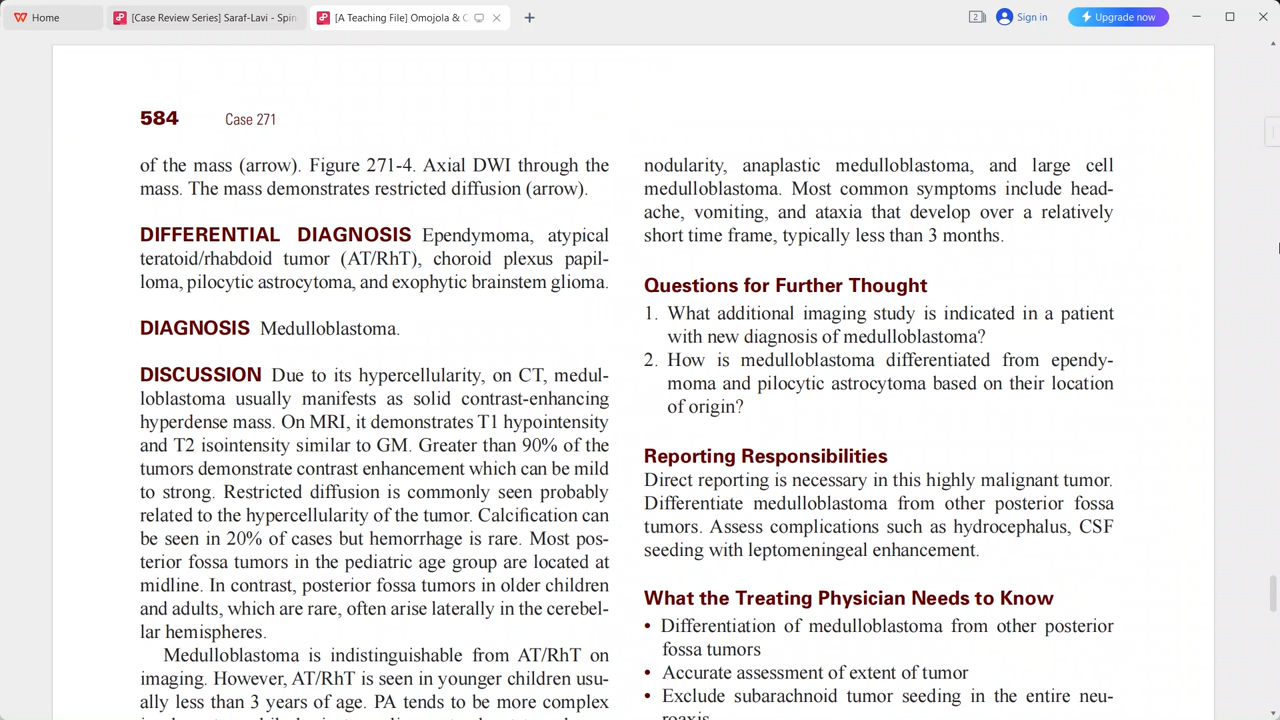 Home
[Case Review Series] Saraf-Lavi - Spin
[A Teaching File] Omojola & C
2
Sign in
Upgrade now
584 Case 271
of the mass (arrow). Figure 271-4. Axial DWI through the
mass. The mass demonstrates restricted diffusion (arrow).
DIFFERENTIAL DIAGNOSIS Ependymoma, atypical
teratoid/rhabdoid tumor (AT/RhT), choroid plexus papil-
loma, pilocytic astrocytoma, and exophytic brainstem glioma.
DIAGNOSIS Medulloblastoma.
DISCUSSION Due to its hypercellularity, on CT, medul-
loblastoma usually manifests as solid contrast-enhancing
hyperdense mass. On MRI, it demonstrates T1 hypointensity
and T2 isointensity similar to GM. Greater than 90% of the
tumors demonstrate contrast enhancement which can be mild
to strong. Restricted diffusion is commonly seen probably
related to the hypercellularity of the tumor. Calcification can
be seen in 20% of cases but hemorrhage is rare. Most pos-
terior fossa tumors in the pediatric age group are located at
midline. In contrast, posterior fossa tumors in older children
and adults, which are rare, often arise laterally in the cerebel-
lar hemispheres.
Medulloblastoma is indistinguishable from AT/RhT on
imaging. However, AT/RhT is seen in younger children usu-
ally less than 3 years of age. PA tends to be more complex
nodularity, anaplastic medulloblastoma, and large cell
medulloblastoma. Most common symptoms include head-
ache, vomiting, and ataxia that develop over a relatively
short time frame, typically less than 3 months.
Questions for Further Thought
1. What additional imaging study is indicated in a patient
with new diagnosis of medulloblastoma?
2. How is medulloblastoma differentiated from ependy-
moma and pilocytic astrocytoma based on their location
of origin?
Reporting Responsibilities
Direct reporting is necessary in this highly malignant tumor.
Differentiate medulloblastoma from other posterior fossa
tumors. Assess complications such as hydrocephalus, CSF
seeding with leptomeningeal enhancement.
What the Treating Physician Needs to Know
• Differentiation of medulloblastoma from other posterior
fossa tumors
• Accurate assessment of extent of tumor
• Exclude subarachnoid tumor seeding in the entire neu-
roaxis